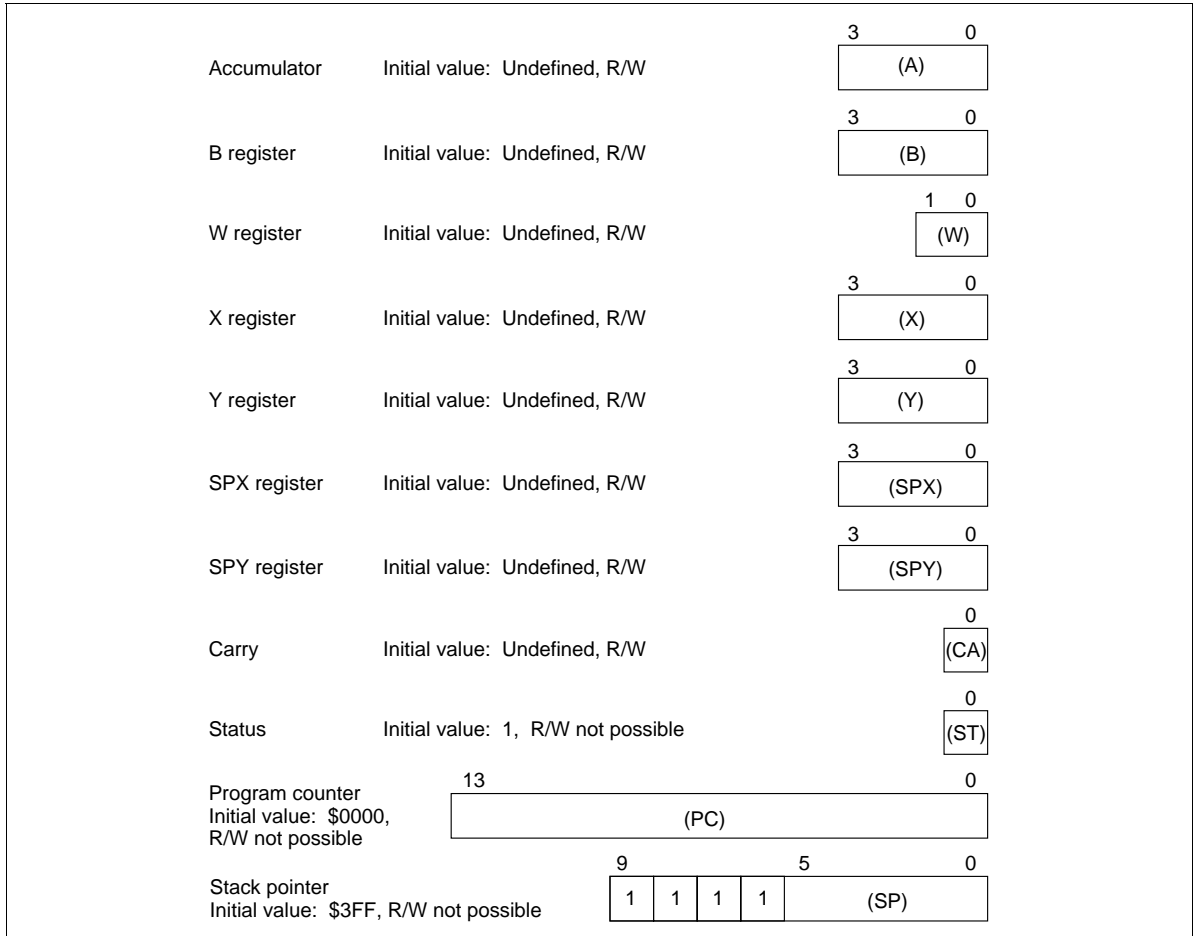 3 0
Accumulator Initial value: Undefined, R/W (A)
3 0
B register Initial value: Undefined, R/W (B)
1 0
W register Initial value: Undefined, R/W (W)
3 0
X register Initial value: Undefined, R/W (X)
3 0
Y register Initial value: Undefined, R/W (Y)
3 0
SPX register Initial value: Undefined, R/W (SPX)
3 0
SPY register Initial value: Undefined, R/W (SPY)
0
Carry Initial value: Undefined, R/W (CA)
0
Status Initial value: 1, R/W not possible (ST)
13 0
Program counter
Initial value: $0000,
R/W not possible
(PC)
9 5 0
Stack pointer
Initial value: $3FF, R/W not possible
1 1 1 1 (SP)